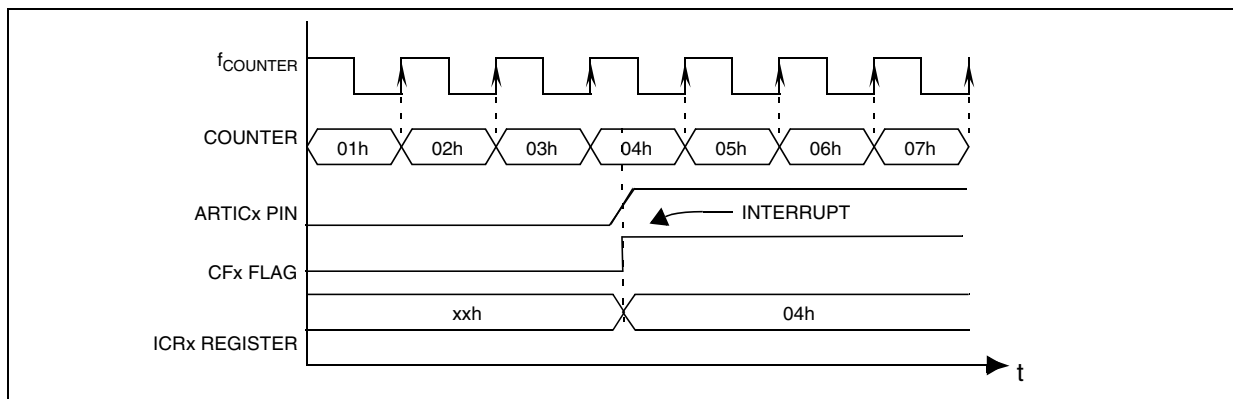 fCOUNTER
COUNTER
01h 02h 03h 04h 05h 06h 07h
ARTICx PIN
INTERRUPT
CFx FLAG
xxh 04h
ICRx REGISTER
t